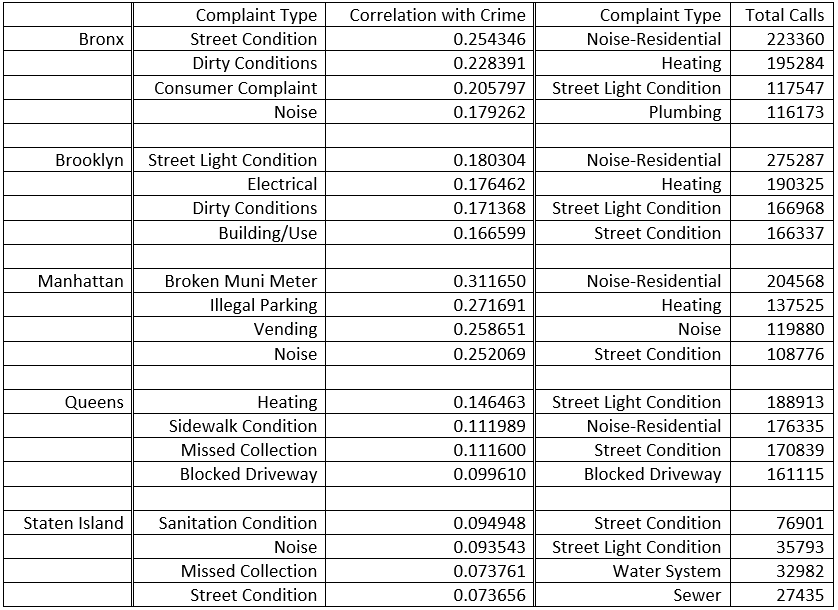 Complaint Type Correlation with Crime Complaint Type Total Calls
Bronx Street Condition 0.254346 Noise-Residential 223360
Dirty Conditions 0.228391 Heating 195284
Consumer Complaint 0.205797 Street Light Condition 117547
Noise 0.179262 Plumbing 116173
Brooklyn Street Light Condition 0.180304 Noise-Residential 275287
Electrical 0.176462 Heating 190325
Dirty Conditions 0.171368 Street Light Condition 166968
Building/Use 0.166599 Street Condition 166337
Manhattan Broken Muni Meter 0.311650 Noise-Residential 204568
Illegal Parking 0.271691 Heating 137525
Vending 0.258651 Noise 119880
Noise 0.252069 Street Condition 108776
Queens Heating 0.146463 Street Light Condition 188913
Sidewalk Condition 0.111989 Noise-Residential 176335
Missed Collection 0.111600 Street Condition 170839
Blocked Driveway 0.099610 Blocked Driveway 161115
Staten Island Sanitation Condition 0.094948 Street Condition 76901
Noise 0.093543 Street Light Condition 35793
Missed Collection 0.073761 Water System 32982
Street Condition 0.073656 Sewer 27435